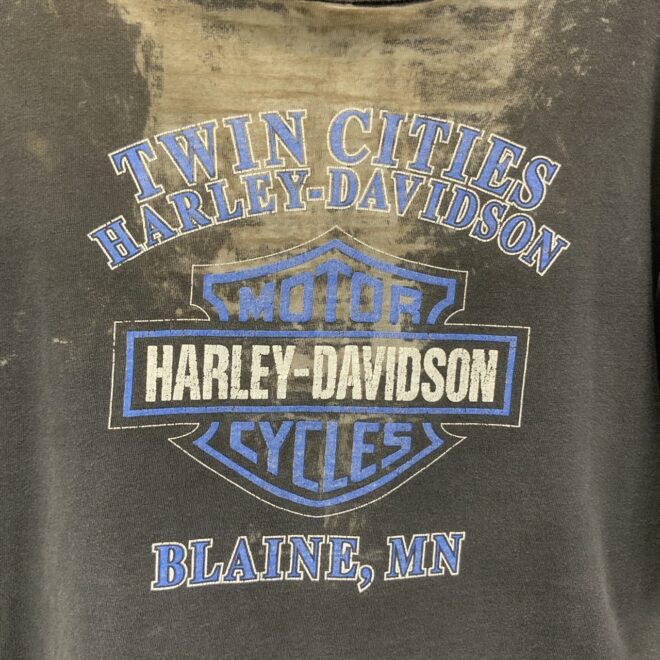 TWIN CITIES
HARLEY-DAVIDSON
MOTOR
HARLEY-DAVIDSON
CYCLES
BLAINE, MN